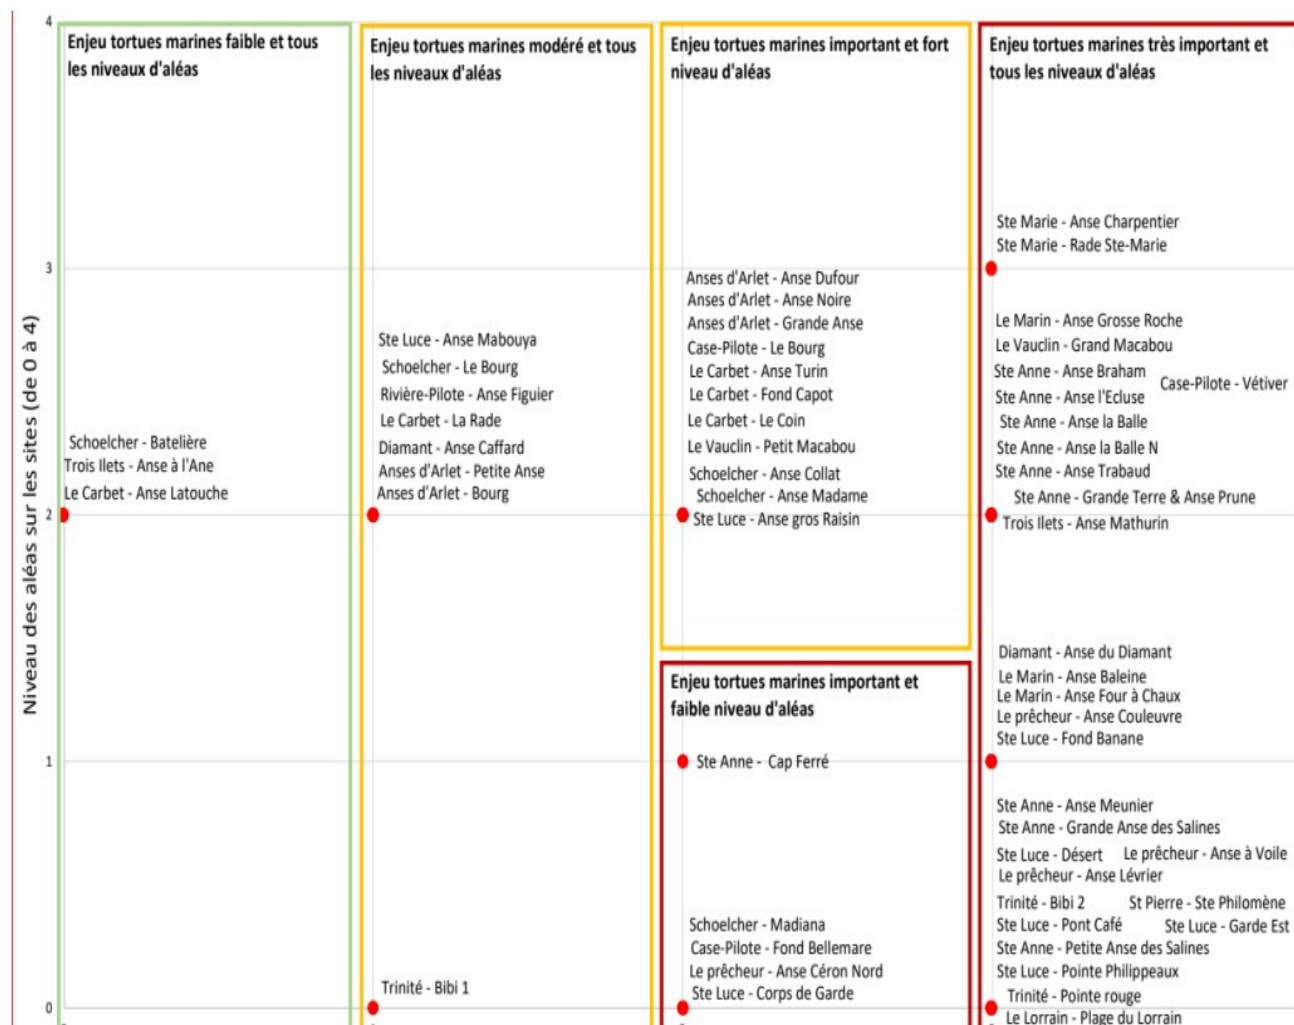 Niveau des aléas sur les sites (de 0 à 4)
4
3
2
1
0
Enjeu tortues marines faible et tous
les niveaux d'aléas
Schoelcher - Batelière
Trois Ilets - Anse à l'Ane
Le Carbet - Anse Latouche
Enjeu tortues marines modéré et tous
les niveaux d'aléas
Ste Luce - Anse Mabouya
Schoelcher - Le Bourg
Rivière-Pilote - Anse Figuier
Le Carbet - La Rade
Diamant - Anse Caffard
Anses d'Arlet - Petite Anse
Anses d'Arlet - Bourg
Trinité - Bibi 1
Enjeu tortues marines important et fort
niveau d'aléas
Anses d'Arlet - Anse Dufour
Anses d'Arlet - Anse Noire
Anses d'Arlet - Grande Anse
Case-Pilote - Le Bourg
Le Carbet - Anse Turin
Le Carbet - Fond Capot
Le Carbet - Le Coin
Le Vauclin - Petit Macabou
Schoelcher - Anse Collat
Schoelcher - Anse Madame
Ste Luce - Anse gros Raisin
Enjeu tortues marines important et
faible niveau d'aléas
Ste Anne - Cap Ferré
Schoelcher - Madiana
Case-Pilote - Fond Bellemare
Le prêcheur - Anse Céron Nord
Ste Luce - Corps de Garde
Enjeu tortues marines très important et
tous les niveaux d'aléas
Ste Marie - Anse Charpentier
Ste Marie - Rade Ste-Marie
Le Marin - Anse Grosse Roche
Le Vauclin - Grand Macabou
Ste Anne - Anse Braham
Case-Pilote - Vétiver
Ste Anne - Anse l'Ecluse
Ste Anne - Anse la Balle
Ste Anne - Anse la Balle N
Ste Anne - Anse Trabaud
Ste Anne - Grande Terre & Anse Prune
Trois Ilets - Anse Mathurin
Diamant - Anse du Diamant
Le Marin - Anse Baleine
Le Marin - Anse Four à Chaux
Le prêcheur - Anse Couleuvre
Ste Luce - Fond Banane
Ste Anne - Anse Meunier
Ste Anne - Grande Anse des Salines
Ste Luce - Désert
Le prêcheur - Anse à Voile
Le prêcheur - Anse Lévrier
Trinité - Bibi 2
St Pierre - Ste Philomène
Ste Luce - Pont Café
Ste Luce - Garde Est
Ste Anne - Petite Anse des Salines
Ste Luce - Pointe Philippeaux
Trinité - Pointe rouge
Le Lorrain - Plage du Lorrain